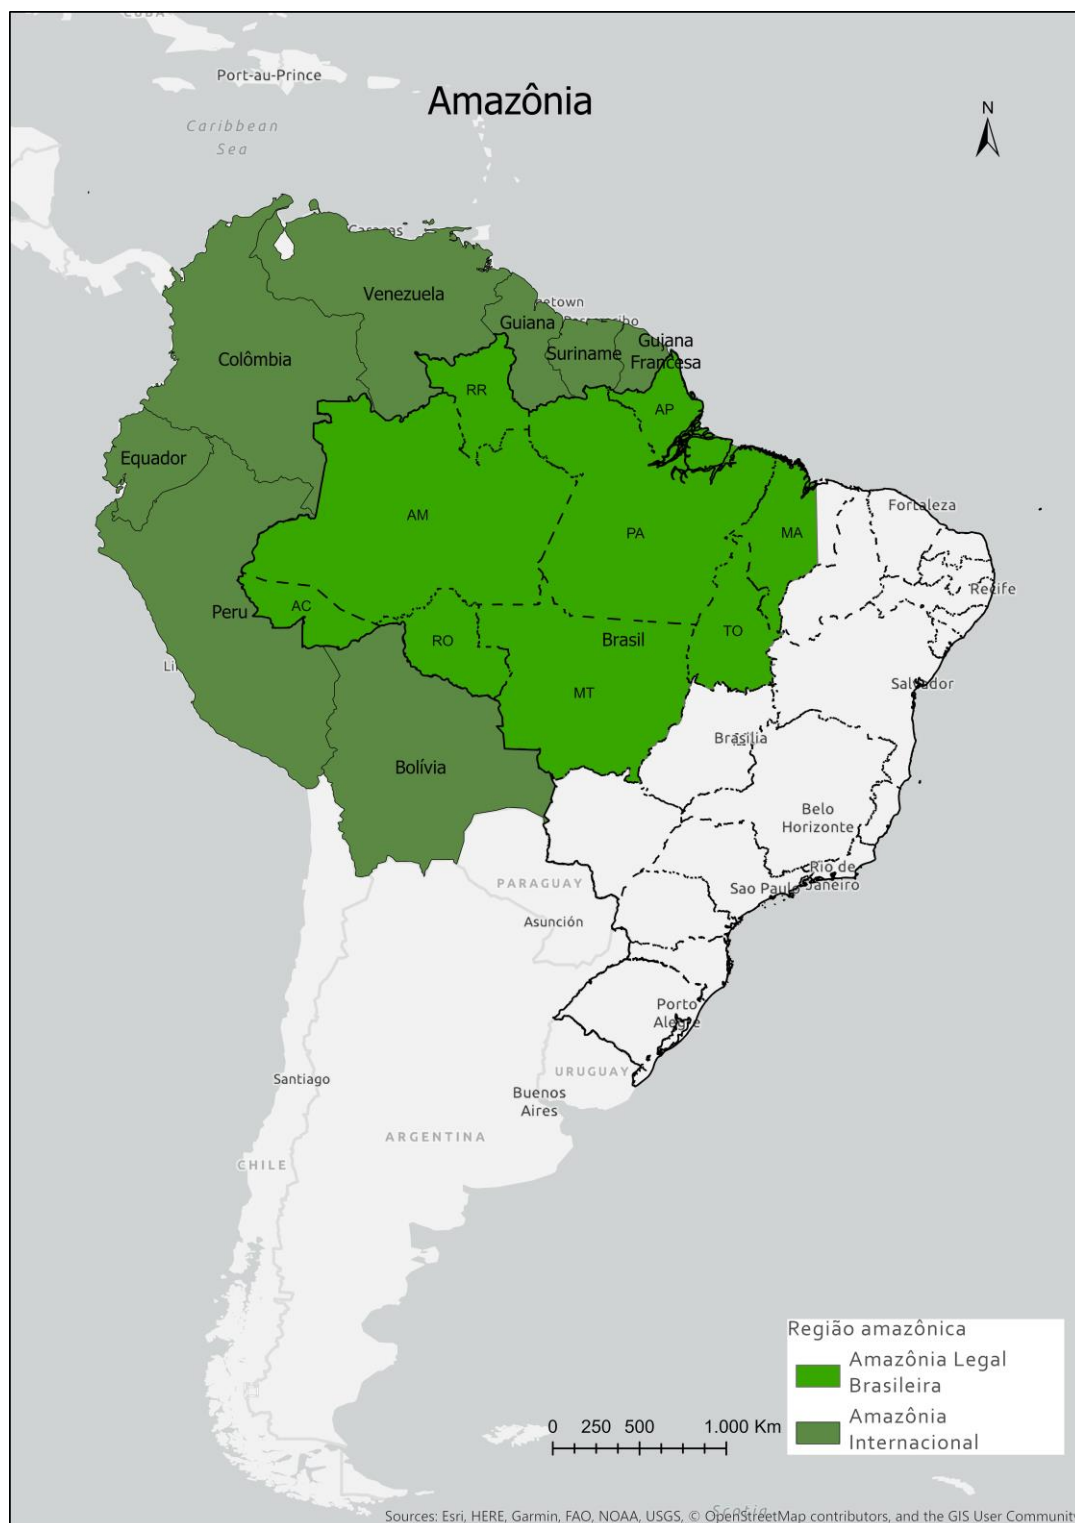 Port-au-Prince
Amazônia
N
Caribbean
Sea
Caracas
Venezuela
Guiana
Suriname
Guiana
Francesa
Colômbia
RR
AP
Equador
AM
PA
MA
Fortaleza
Recife
Peru
AC
RO
Brasil
TO
MT
Salvador
Brasília
Bolívia
Belo
Horizonte
Rio de
Janeiro
Sao Paulo
PARAGUAY
Asunción
Porto
Alegre
URUGUAY
Santiago
Buenos
Aires
ARGENTINA
CHILE
Região amazônica
Amazônia Legal
Brasileira
Amazônia
Internacional
0 250 500 1.000 Km
Scotia
Sources: Esri, HERE, Garmin, FAO, NOAA, USGS, © OpenStreetMap contributors, and the GIS User Community